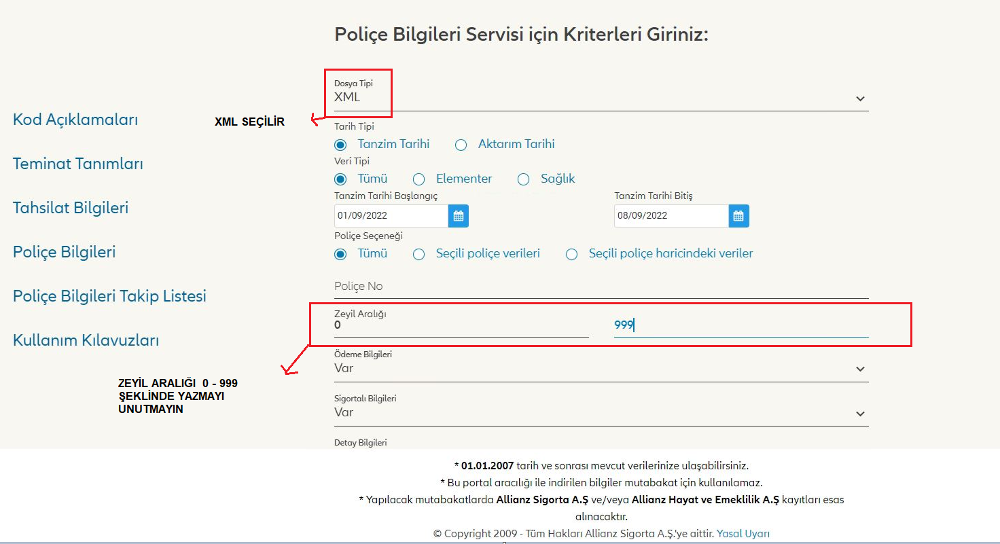 Poliçe Bilgileri Servisi için Kriterleri Giriniz:
Dosya Tipi
XML
Kod Açıklamaları
XML SEÇİLİR
Tarih Tipi
Tanzim Tarihi Aktarım Tarihi
Veri Tipi
Teminat Tanımları
Tümü Elementer Sağlık
Tanzim Tarihi Başlangıç Tanzim Tarihi Bitiş
Tahsilat Bilgileri
01/09/2022 08/09/2022
Poliçe Seçeneği
Poliçe Bilgileri
Tümü Seçili poliçe verileri Seçili poliçe haricindeki veriler
Poliçe No
Poliçe Bilgileri Takip Listesi
Zeyil Aralığı
0 999
Kullanım Kılavuzları
Ödeme Bilgileri
Var
ZEYİL ARALIĞI 0 - 999
ŞEKLİNDE YAZMAYI
UNUTMAYIN
Sigortalı Bilgileri
Var
Detay Bilgileri
* 01.01.2007 tarih ve sonrası mevcut verilerinize ulaşabilirsiniz.
* Bu portal aracılığı ile indirilen bilgiler mutabakat için kullanılamaz.
* Yapılacak mutabakatlarda Allianz Sigorta A.Ş ve/veya Allianz Hayat ve Emeklilik A.Ş kayıtları esas
alınacaktır.
© Copyright 2009 - Tüm Hakları Allianz Sigorta A.Ş.'ye aittir. Yasal Uyarı